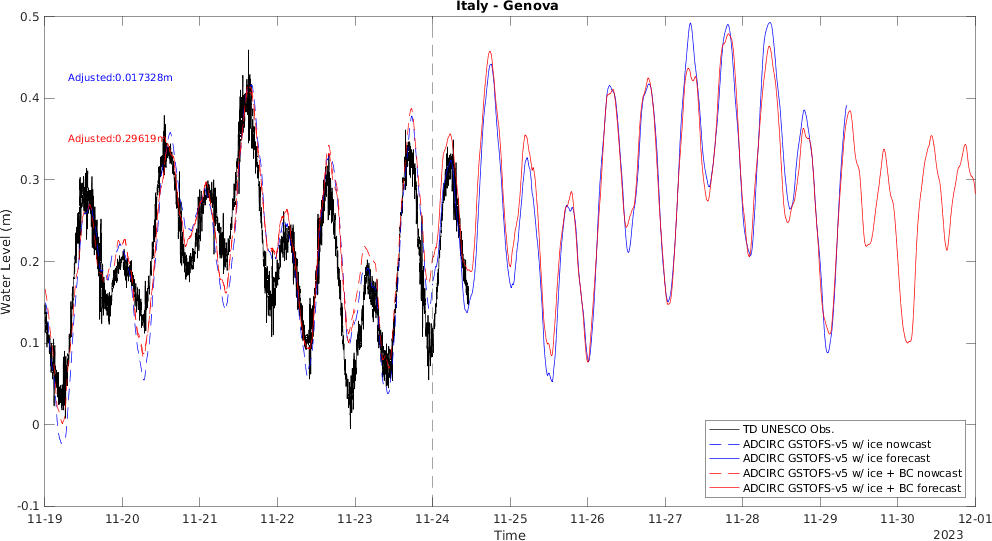 Italy - Genova
Water Level (m)
0.5
0.4
0.3
0.2
0.1
0
-0.1
Adjusted:0.017328m
Adjusted:0.29619m
TD UNESCO Obs.
ADCIRC GSTOFS-v5 w/ ice nowcast
ADCIRC GSTOFS-v5 w/ ice forecast
ADCIRC GSTOFS-v5 w/ ice + BC nowcast
ADCIRC GSTOFS-v5 w/ ice + BC forecast
11-19 11-20 11-21 11-22 11-23 11-24 11-25 11-26 11-27 11-28 11-29 11-30 12-01
Time
2023